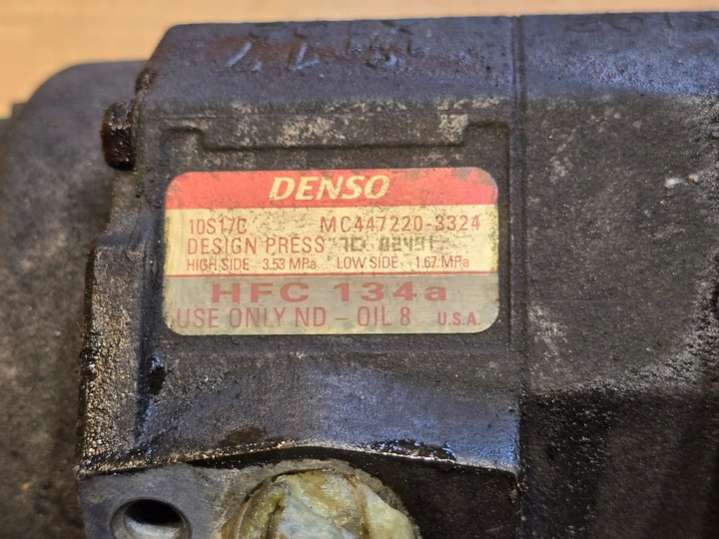 DENSO
10S17C MC447220-3324
DESIGN PRESS
HIGH SIDE 3.53 MPa LOW SIDE 1.67 MPa
HFC 134a
USE ONLY ND - OIL 8 U.S.A.